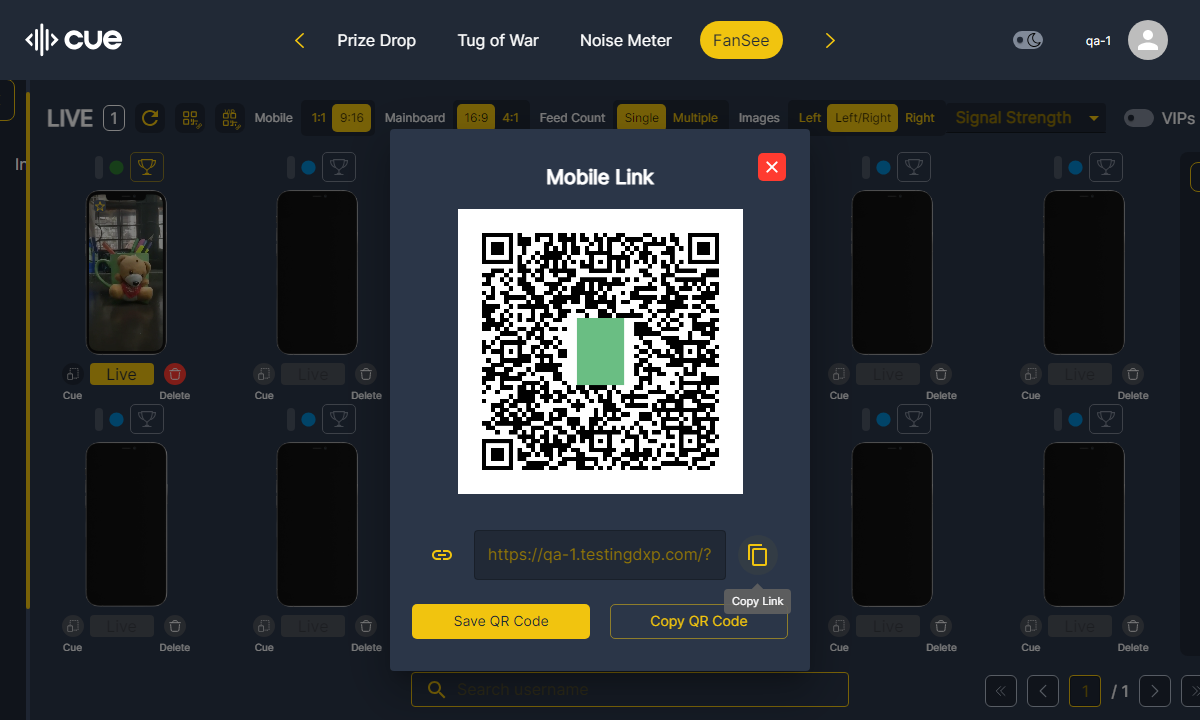 cue
Prize Drop
Tug of War
Noise Meter
FanSee
qa-1
LIVE 1
Mobile 1:1 9:16
Mainboard 16:9 4:1
Feed Count Single Multiple
Images Left Left/Right Right
Signal Strength
VIPs
In
Mobile Link
Live
Live
Live
Live
Cue Delete
Cue Delete
Cue Delete
Cue Delete
https://qa-1.testingdxp.com/?
Copy Link
Save QR Code
Copy QR Code
Live
Live
Live
Live
Cue Delete
Cue Delete
Cue Delete
Cue Delete
Search username
1 / 1